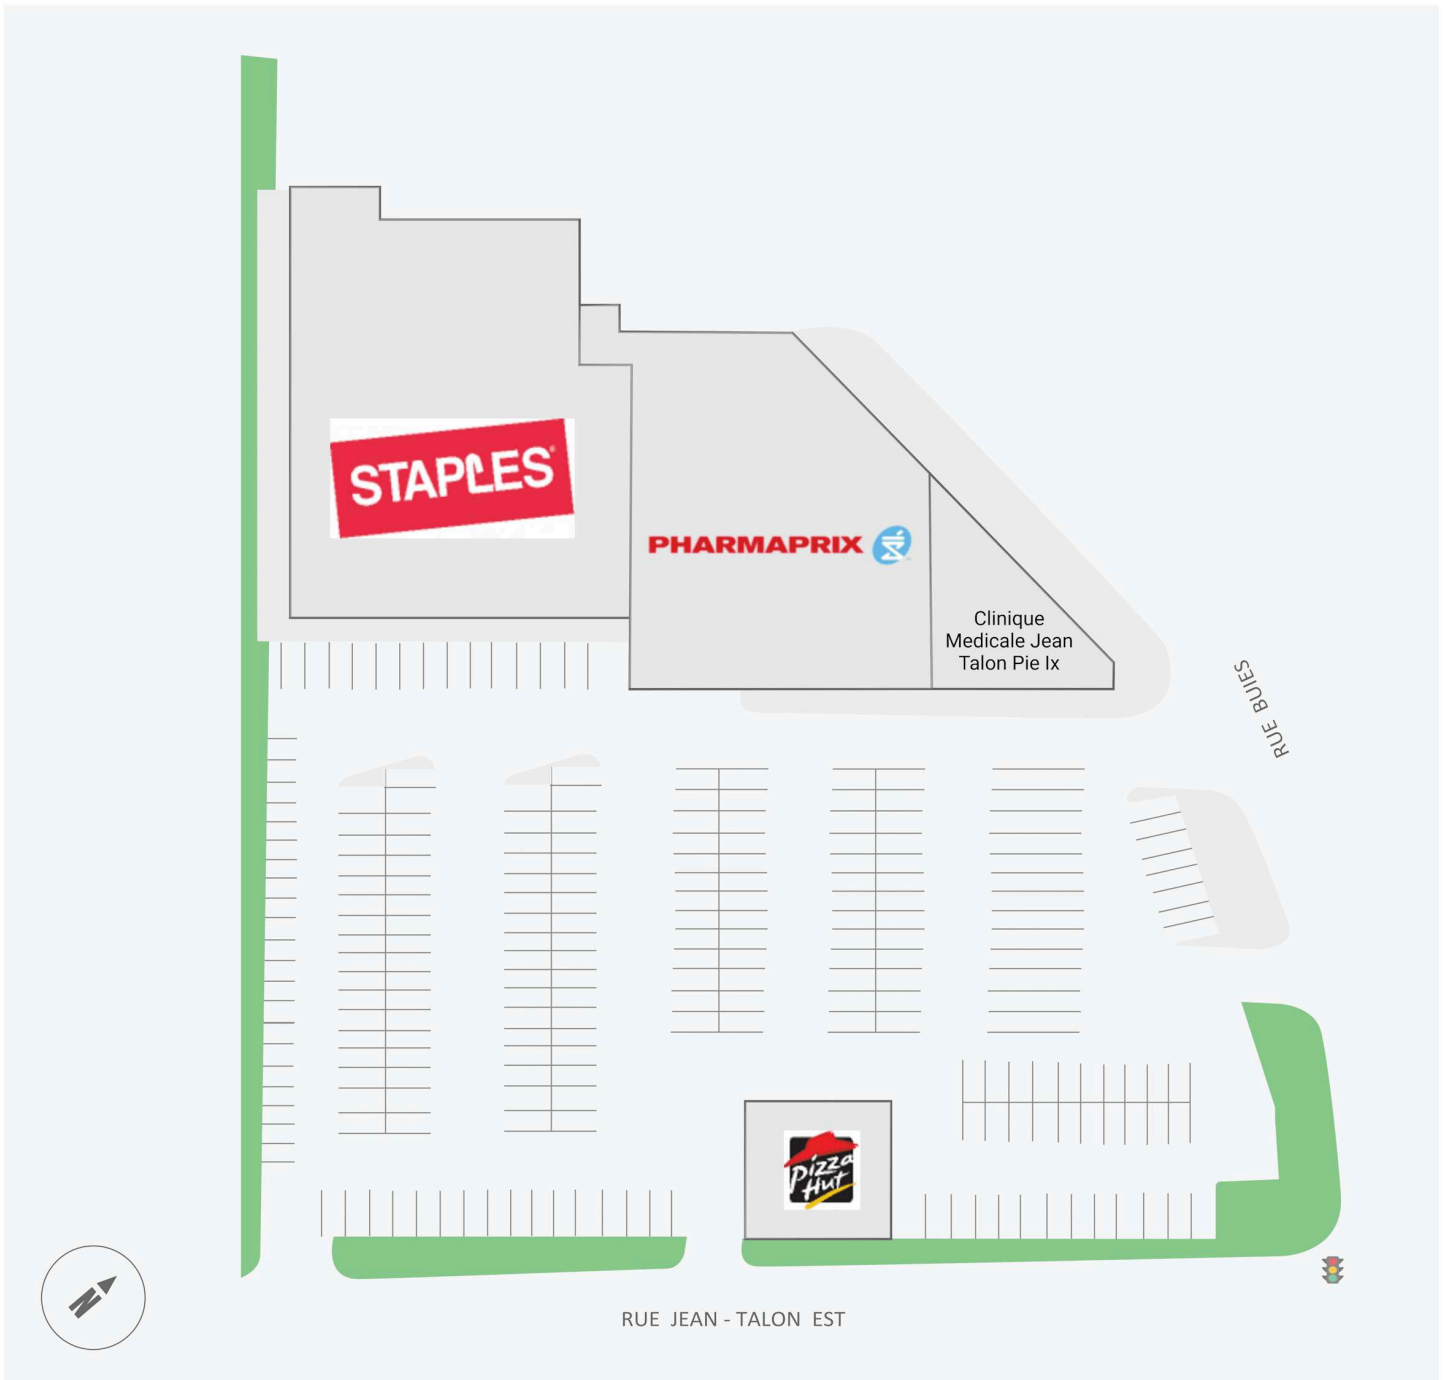 STAPLES
PHARMAPRIX
Clinique
Medicale Jean
Talon Pie Ix
RUE BUIES
Pizza
Hut
N
RUE JEAN - TALON EST